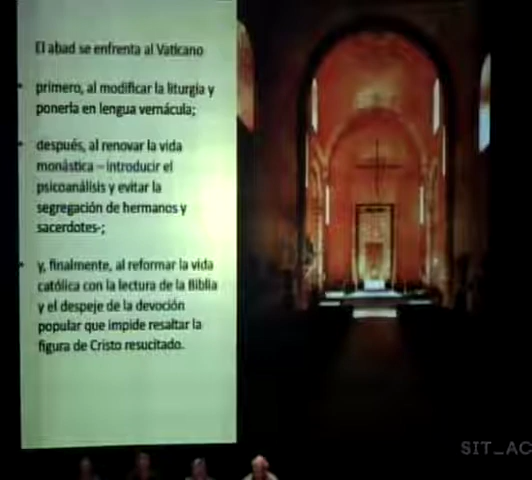 El abad se enfrenta al Vaticano
• primero, al modificar la liturgia y
ponerla en lengua vernácula;
• después, al renovar la vida
monástica – introducir el
psicoanálisis y evitar la
segregación de hermanos y
sacerdotes-;
• y, finalmente, al reformar la vida
católica con la lectura de la Biblia
y el despeje de la devoción
popular que impide resaltar la
figura de Cristo resucitado.
SIT_AC